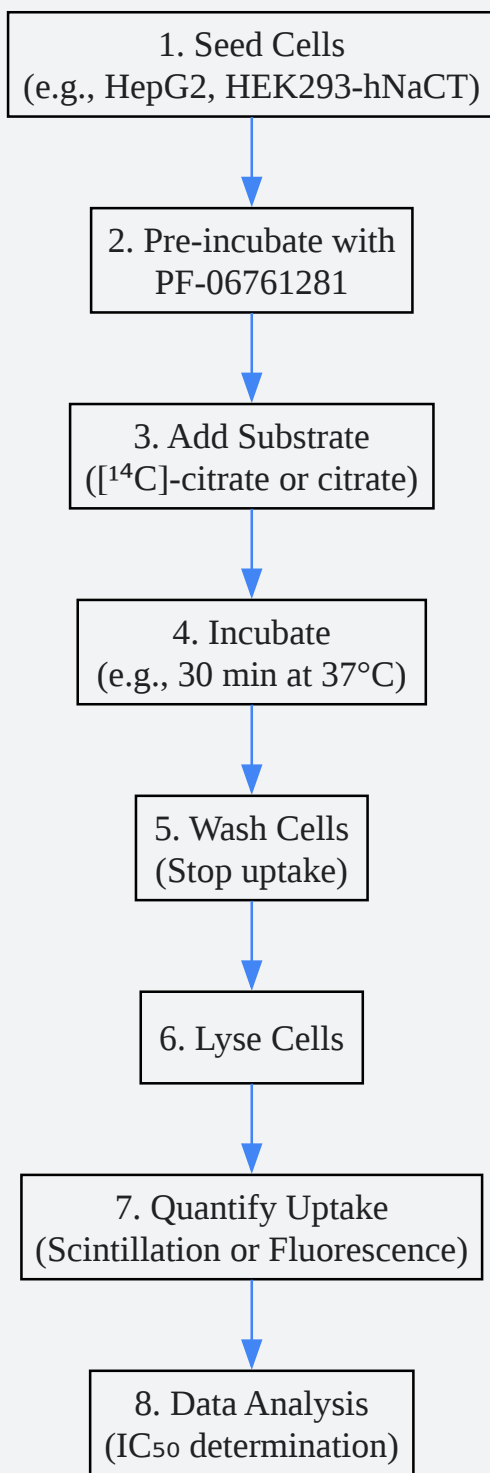 1. Seed Cells
(e.g., HepG2, HEK293-hNaCT)
2. Pre-incubate with
PF-06761281
3. Add Substrate
([¹⁴C]-citrate or citrate)
4. Incubate
(e.g., 30 min at 37°C)
5. Wash Cells
(Stop uptake)
6. Lyse Cells
7. Quantify Uptake
(Scintillation or Fluorescence)
8. Data Analysis
(IC₅₀ determination)